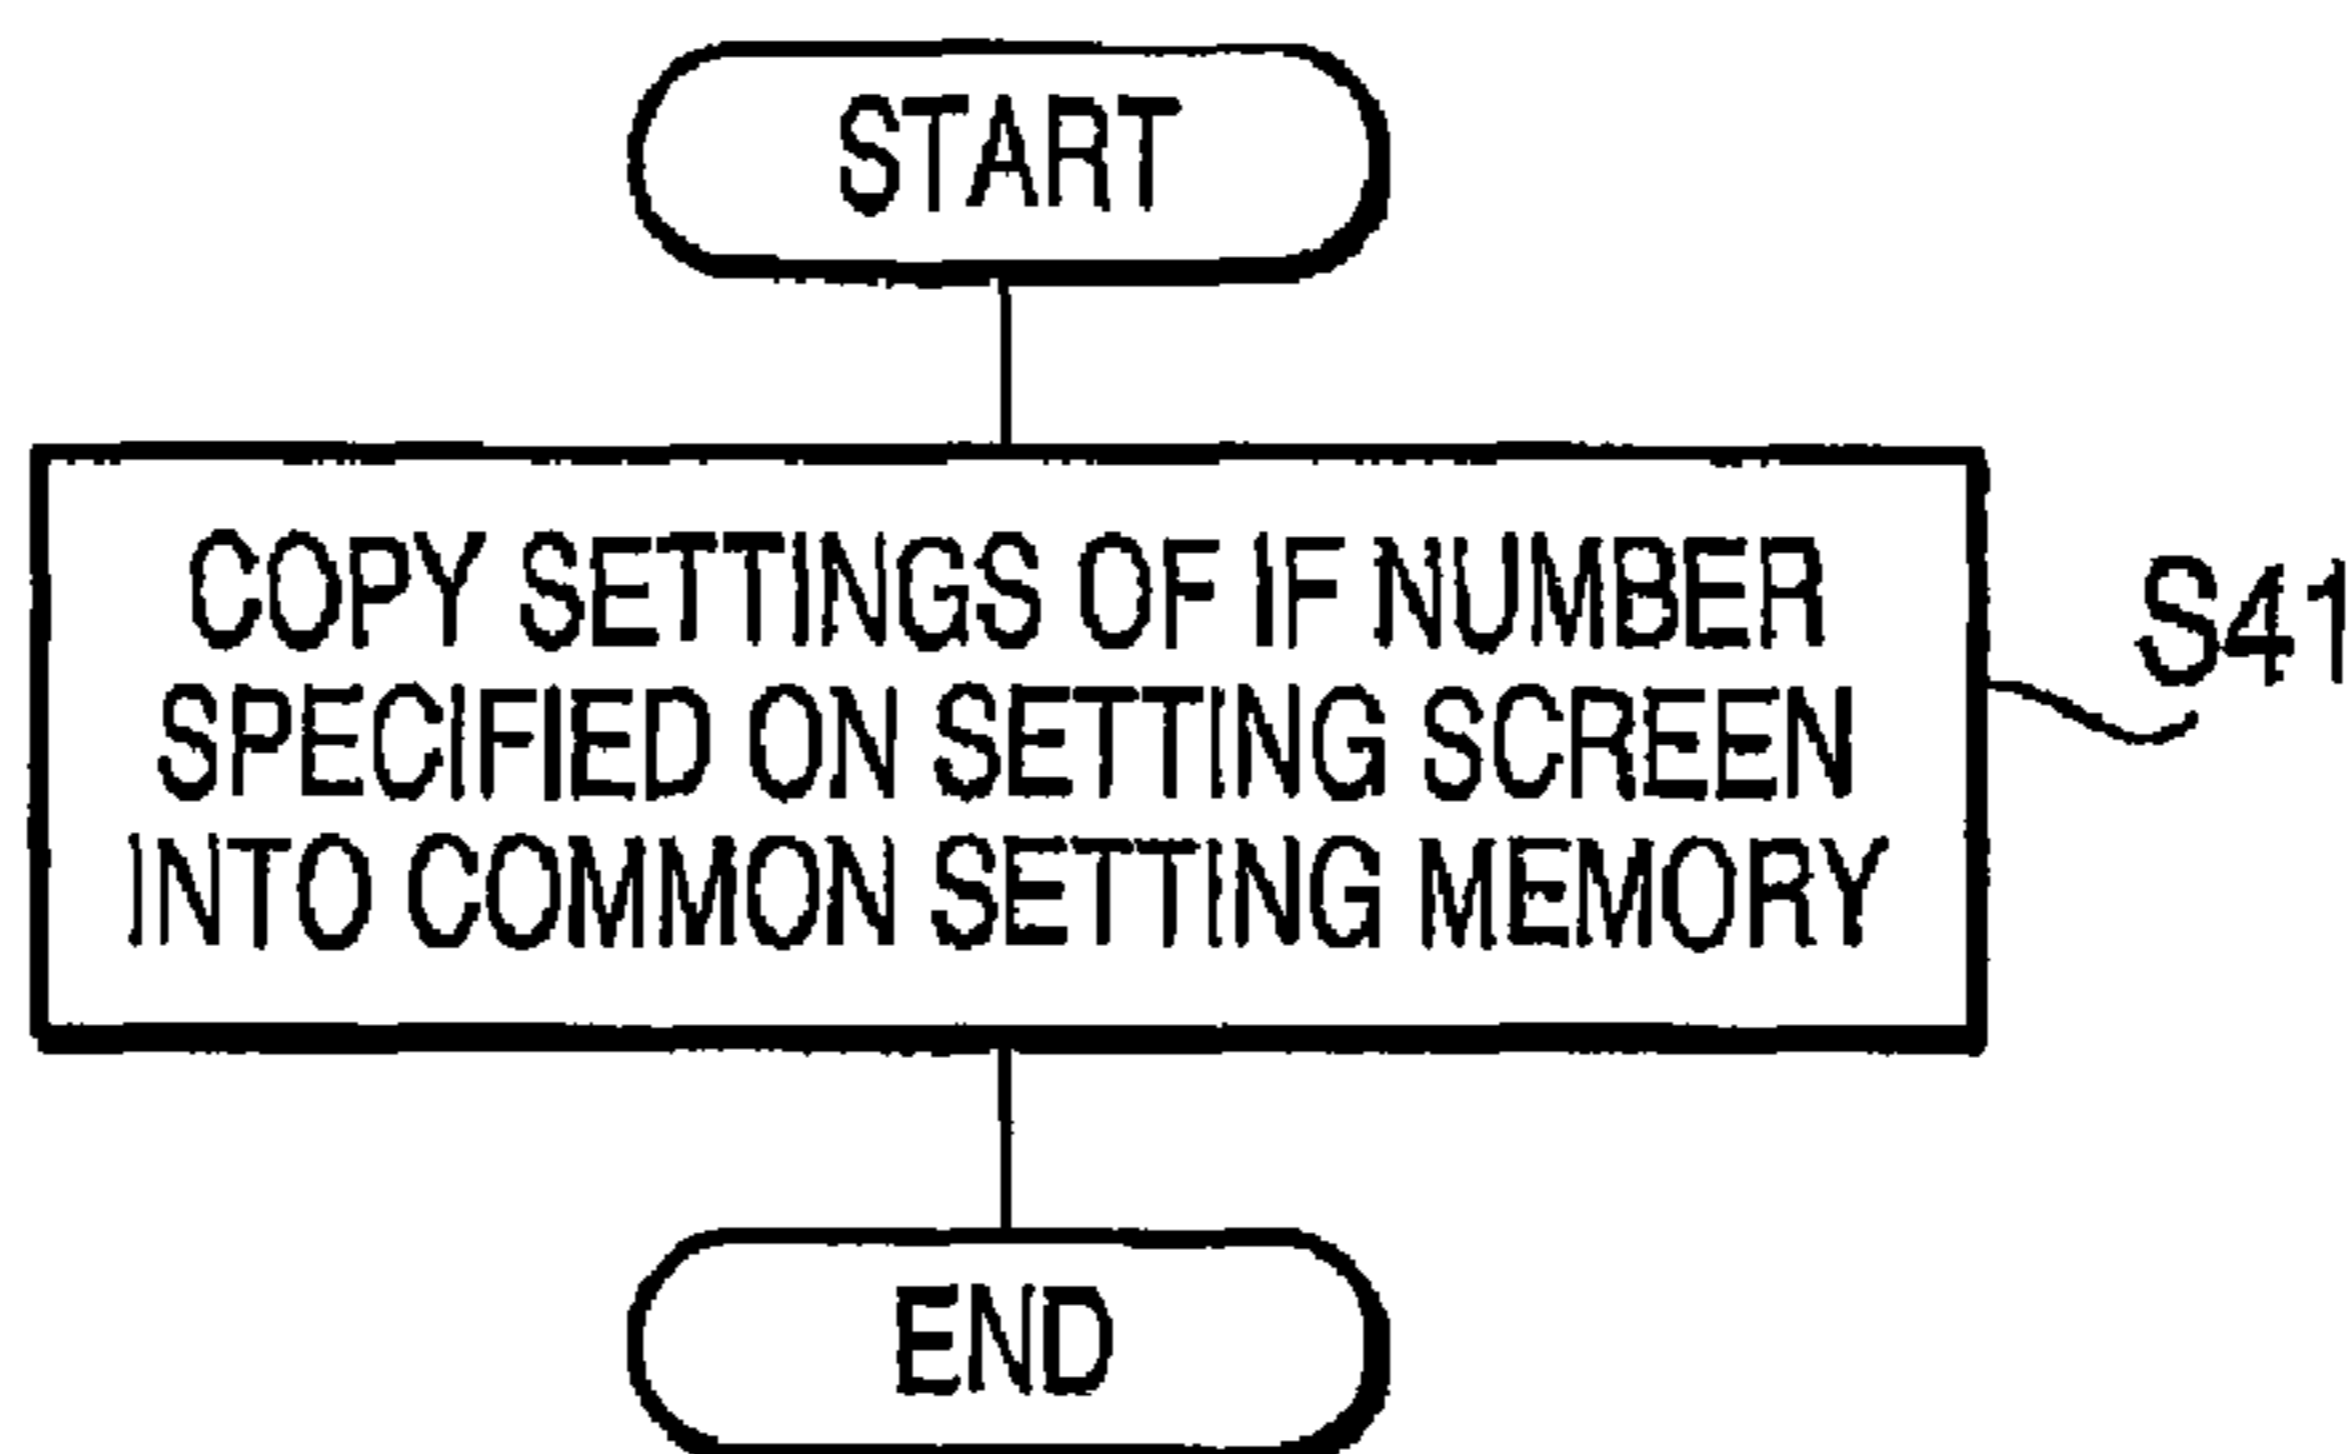 START
COPY SETTINGS OF IF NUMBER
SPECIFIED ON SETTING SCREEN
INTO COMMON SETTING MEMORY
S41
END